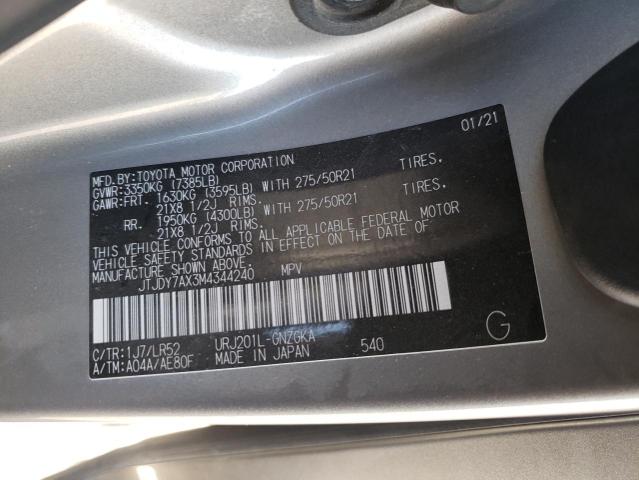 MFD.BY:TOYOTA MOTOR CORPORATION 01/21
GVWR:3350KG (7385LB)
GAWR:FRT. 1630KG (3595LB) WITH 275/50R21 TIRES.
21X8 1/2J RIMS.
RR. 1950KG (4300LB) WITH 275/50R21 TIRES.
21X8 1/2J RIMS.
THIS VEHICLE CONFORMS TO ALL APPLICABLE FEDERAL MOTOR
VEHICLE SAFETY STANDARDS IN EFFECT ON THE DATE OF
MANUFACTURE SHOWN ABOVE.
JTJDY7AX3M4344240 MPV
C/TR:1J7/LR52 URJ201L-GNZGKA 540 G
A/TM:A04A/AE80F MADE IN JAPAN